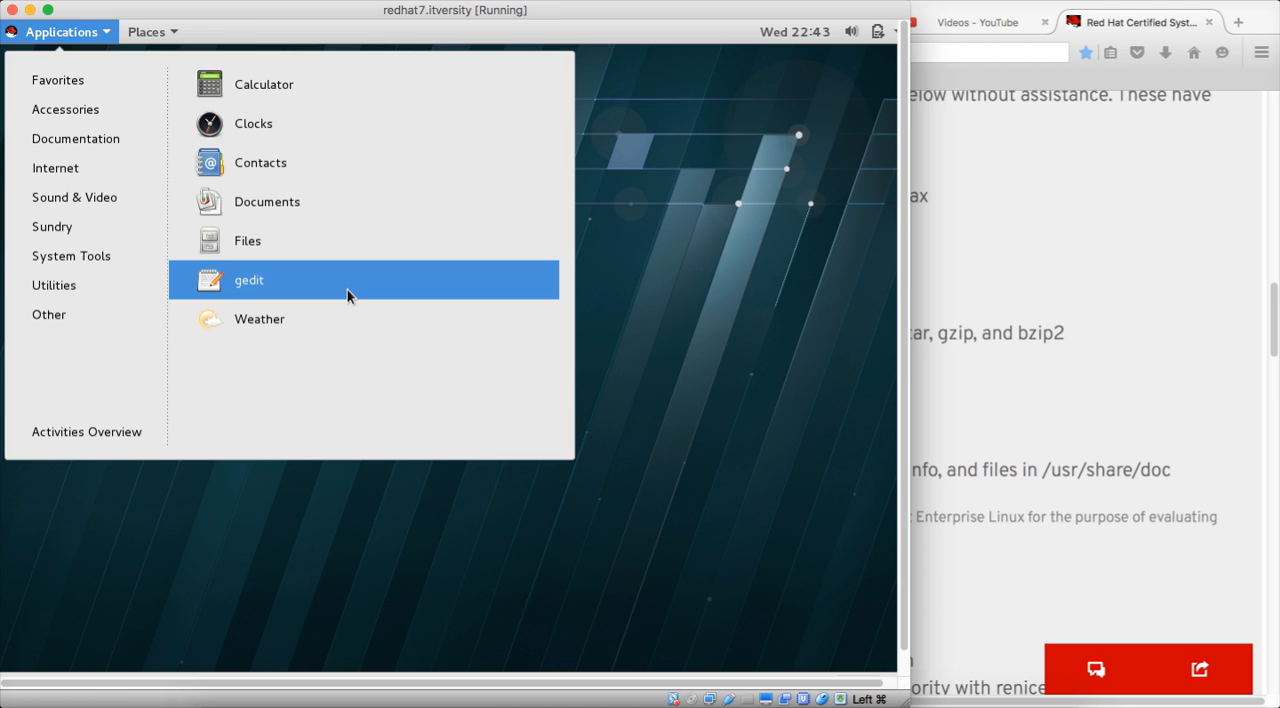 redhat7.itversity [Running]
Applications Places Wed 22:43
Favorites
Accessories
Documentation
Internet
Sound & Video
Sundry
System Tools
Utilities
Other
Activities Overview
Calculator
Clocks
Contacts
Documents
Files
gedit
Weather
Left ⌘
Videos - YouTube
Red Hat Certified Syst...
elow without assistance. These have
ax
ar, gzip, and bzip2
nfo, and files in /usr/share/doc
Enterprise Linux for the purpose of evaluating
ority with renice